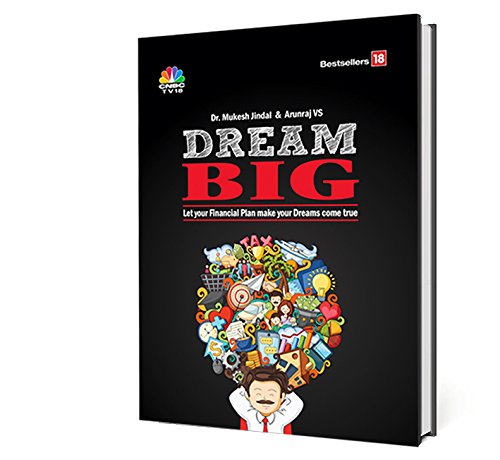 CNBC
TV18
Bestsellers 18
Dr. Mukesh Jindal & Arunraj VS
DREAM
BIG
Let your Financial Plan make your Dreams come true
TAX